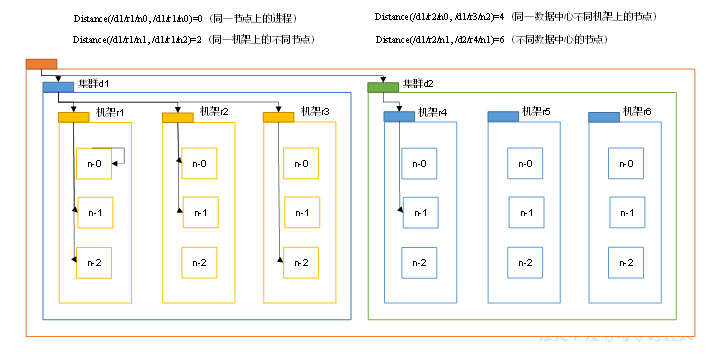 Distance(/d1/r1/n0, /d1/r1/n0)=0（同一节点上的进程）
Distance(/d1/r2/n0, /d1/r3/n2)=4（同一数据中心不同机架上的节点）
Distance(/d1/r1/n1, /d1/r1/n2)=2（同一机架上的不同节点）
Distance(/d1/r2/n1, /d2/r4/n1)=6（不同数据中心的节点）
集群d1
集群d2
机架r1
机架r2
机架r3
机架r4
机架r5
机架r6
n-0
n-0
n-0
n-0
n-0
n-0
n-1
n-1
n-1
n-1
n-1
n-1
n-2
n-2
n-2
n-2
n-2
n-2